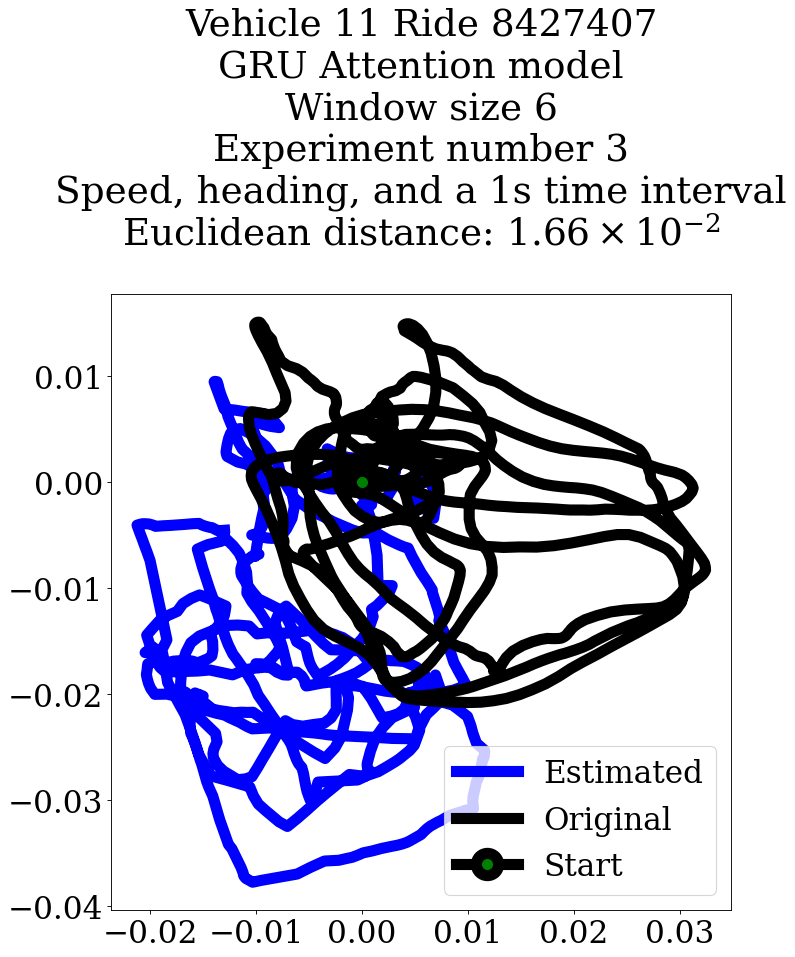 Vehicle 11 Ride 8427407
GRU Attention model
Window size 6
Experiment number 3
Speed, heading, and a 1s time interval
Euclidean distance: 1.66 × 10⁻²
0.01
0.00
−0.01
−0.02
−0.03
−0.04
Estimated
Original
Start
−0.02 −0.01 0.00 0.01 0.02 0.03